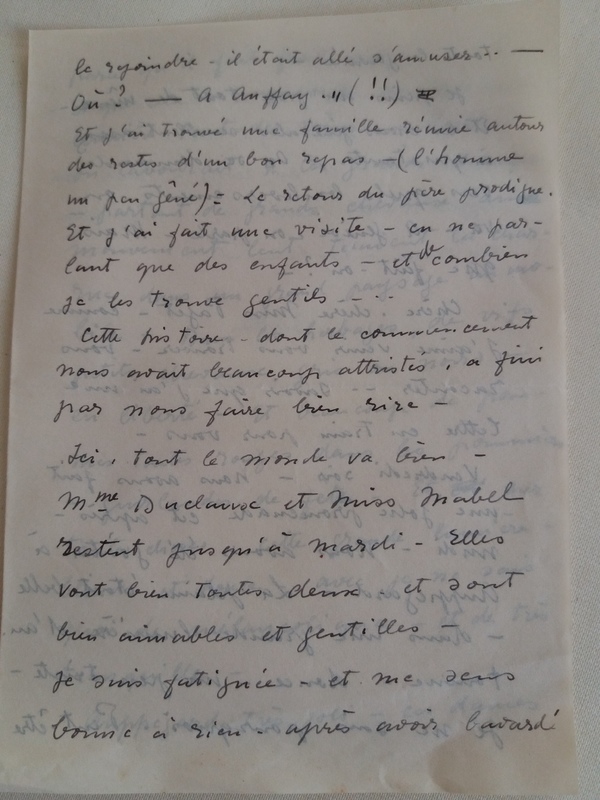 le rejoindre - il était allé s'amuser... —
Où ? — A Auffay. " (!!)
Et j'ai trouvé une famille réunie autour
des restes d'un bon repas - (l'homme
un peu gêné) = Le retour du père prodigue.
Et j'ai fait une visite - en ne par-
lant que des enfants - et de combien
je les trouve gentils - ..
Cette histoire - dont le commencement
nous avait beaucoup attristés, a fini
par nous faire bien rire -
Ici, tout le monde va bien -
Mme Duclaux et Miss Mabel
restent jusqu'à mardi - Elles
vont bien toutes deux et sont
bien aimables et gentilles -
Je suis fatiguée - et me sens
bonne à rien - après avoir bavardé